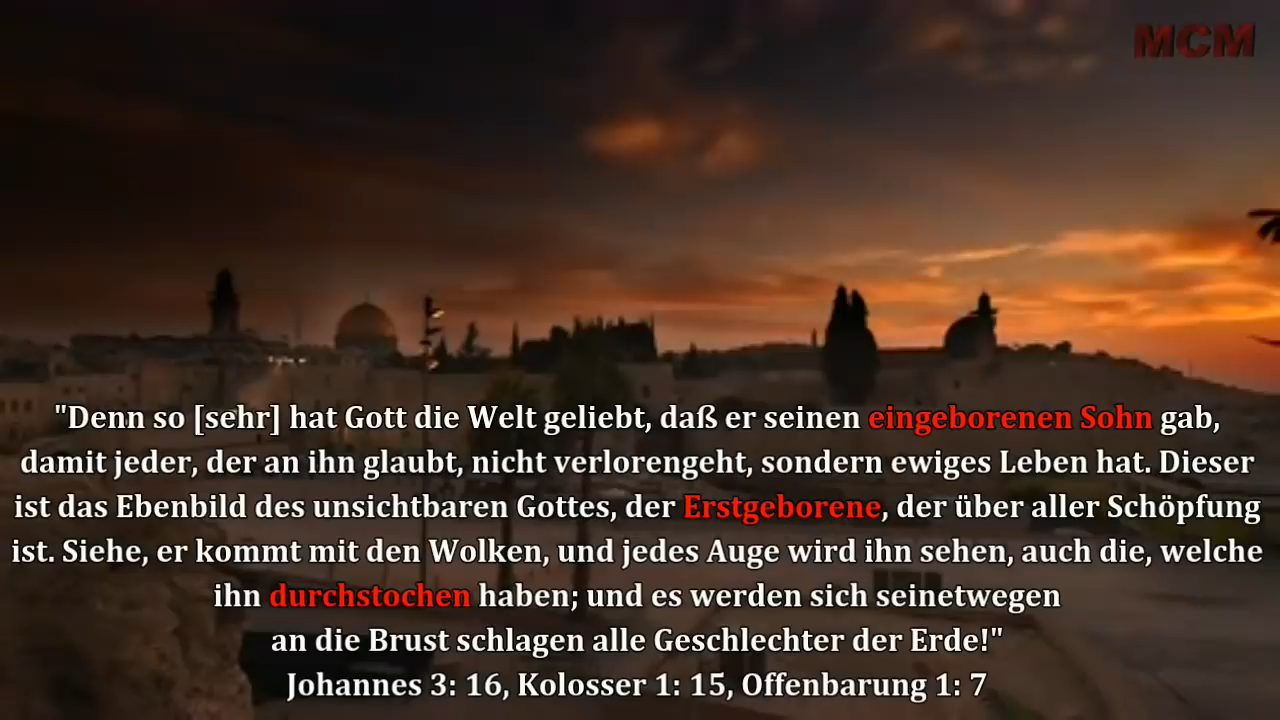 MCM
"Denn so [sehr] hat Gott die Welt geliebt, daß er seinen eingeborenen Sohn gab,
damit jeder, der an ihn glaubt, nicht verlorengeht, sondern ewiges Leben hat. Dieser
ist das Ebenbild des unsichtbaren Gottes, der Erstgeborene, der über aller Schöpfung
ist. Siehe, er kommt mit den Wolken, und jedes Auge wird ihn sehen, auch die, welche
ihn durchstochen haben; und es werden sich seinetwegen
an die Brust schlagen alle Geschlechter der Erde!"
Johannes 3: 16, Kolosser 1: 15, Offenbarung 1: 7